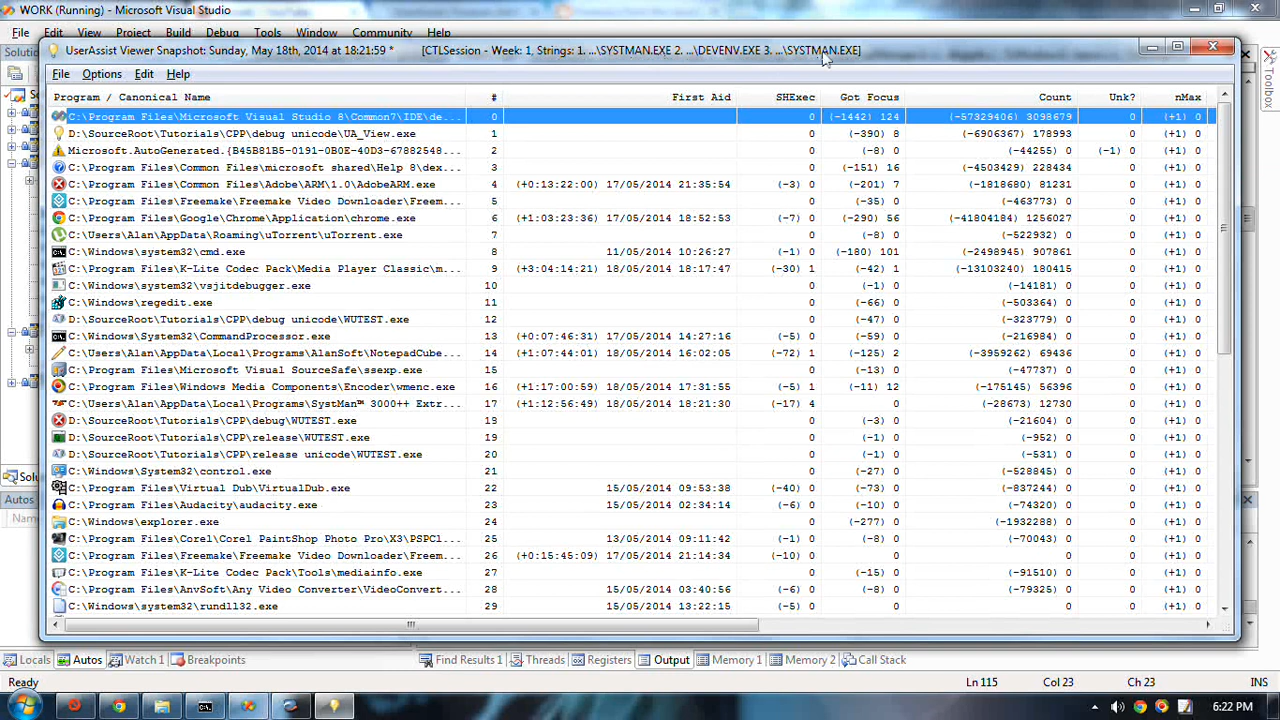 WORK (Running) - Microsoft Visual Studio
File Edit View Project Build Debug Tools Window Community Help
UserAssist Viewer Snapshot: Sunday, May 18th, 2014 at 18:21:59 * [CTLSession - Week: 1, Strings: 1. ...\SYSTMAN.EXE 2. ...\DEVENV.EXE 3. ...\SYSTMAN.EXE]
File Options Edit Help
Toolbox
Program / Canonical Name # First Aid SHExec Got Focus Count Unk? nMax
C:\Program Files\Microsoft Visual Studio 8\Common7\IDE\de... 0 0 (-1442) 124 (-57329406) 3098679 0 (+1) 0
D:\SourceRoot\Tutorials\CPP\debug unicode\UA_View.exe 1 0 (-390) 8 (-6906367) 178993 0 (+1) 0
Microsoft.AutoGenerated.{B45B81B5-0191-0B0E-40D3-67882548... 2 0 (-8) 0 (-44255) 0 (-1) 0 (+1) 0
C:\Program Files\Common Files\microsoft shared\Help 8\dex... 3 0 (-151) 16 (-4503429) 228434 0 (+1) 0
C:\Program Files\Common Files\Adobe\ARM\1.0\AdobeARM.exe 4 (+0:13:22:00) 17/05/2014 21:35:54 (-3) 0 (-201) 7 (-1818680) 81231 0 (+1) 0
C:\Program Files\Freemake\Freemake Video Downloader\Freem... 5 0 (-35) 0 (-463773) 0 0 (+1) 0
C:\Program Files\Google\Chrome\Application\chrome.exe 6 (+1:03:23:36) 17/05/2014 18:52:53 (-7) 0 (-290) 56 (-41804184) 1256027 0 (+1) 0
C:\Users\Alan\AppData\Roaming\uTorrent\uTorrent.exe 7 0 (-8) 0 (-522932) 0 0 (+1) 0
C:\Windows\system32\cmd.exe 8 11/05/2014 10:26:27 (-1) 0 (-180) 101 (-2498945) 907861 0 (+1) 0
C:\Program Files\K-Lite Codec Pack\Media Player Classic\m... 9 (+3:04:14:21) 18/05/2014 18:17:47 (-30) 1 (-42) 1 (-13103240) 180415 0 (+1) 0
C:\Windows\system32\vsjitdebugger.exe 10 0 (-1) 0 (-14181) 0 0 (+1) 0
C:\Windows\regedit.exe 11 0 (-66) 0 (-503364) 0 0 (+1) 0
D:\SourceRoot\Tutorials\CPP\debug unicode\WUTEST.exe 12 0 (-47) 0 (-323779) 0 0 (+1) 0
C:\Windows\System32\CommandProcessor.exe 13 (+0:07:46:31) 17/05/2014 14:27:16 (-5) 0 (-59) 0 (-216984) 0 0 (+1) 0
C:\Users\Alan\AppData\Local\Programs\AlanSoft\NotepadCube... 14 (+1:07:44:01) 18/05/2014 16:02:05 (-72) 1 (-125) 2 (-3959262) 69436 0 (+1) 0
C:\Program Files\Microsoft Visual SourceSafe\ssexp.exe 15 0 (-13) 0 (-47737) 0 0 (+1) 0
C:\Program Files\Windows Media Components\Encoder\wmenc.exe 16 (+1:17:00:59) 18/05/2014 17:31:55 (-5) 1 (-11) 12 (-175145) 56396 0 (+1) 0
C:\Users\Alan\AppData\Local\Programs\SystMan™ 3000++ Extr... 17 (+1:12:56:49) 18/05/2014 18:21:30 (-17) 4 0 (-28673) 12730 0 (+1) 0
D:\SourceRoot\Tutorials\CPP\debug\WUTEST.exe 19 0 (-3) 0 (-21604) 0 0 (+1) 0
D:\SourceRoot\Tutorials\CPP\release\WUTEST.exe 19 0 (-1) 0 (-952) 0 0 (+1) 0
D:\SourceRoot\Tutorials\CPP\release unicode\WUTEST.exe 20 0 (-1) 0 (-531) 0 0 (+1) 0
C:\Windows\System32\control.exe 21 0 (-27) 0 (-528845) 0 0 (+1) 0
C:\Program Files\Virtual Dub\VirtualDub.exe 22 15/05/2014 09:53:38 (-40) 0 (-73) 0 (-837244) 0 0 (+1) 0
C:\Program Files\Audacity\audacity.exe 23 15/05/2014 02:34:14 (-6) 0 (-10) 0 (-74320) 0 0 (+1) 0
C:\Windows\explorer.exe 24 0 (-277) 0 (-1932288) 0 0 (+1) 0
C:\Program Files\Corel\Corel PaintShop Photo Pro\X3\PSPCl... 25 13/05/2014 09:11:42 (-1) 0 (-8) 0 (-70043) 0 0 (+1) 0
C:\Program Files\Freemake\Freemake Video Downloader\Freem... 26 (+0:15:45:09) 17/05/2014 21:14:34 (-10) 0 0 0 0 (+1) 0
C:\Program Files\K-Lite Codec Pack\Tools\mediainfo.exe 27 0 (-15) 0 (-91510) 0 0 (+1) 0
C:\Program Files\AnvSoft\Any Video Converter\VideoConvert... 28 15/05/2014 03:40:56 (-6) 0 (-8) 0 (-79325) 0 0 (+1) 0
C:\Windows\system32\rundll32.exe 29 15/05/2014 13:22:15 (-5) 0 0 0 0 (+1) 0
Locals Autos Watch 1 Breakpoints Find Results 1 Threads Registers Output Memory 1 Memory 2 Call Stack
Ready Ln 115 Col 23 Ch 23 INS
6:22 PM